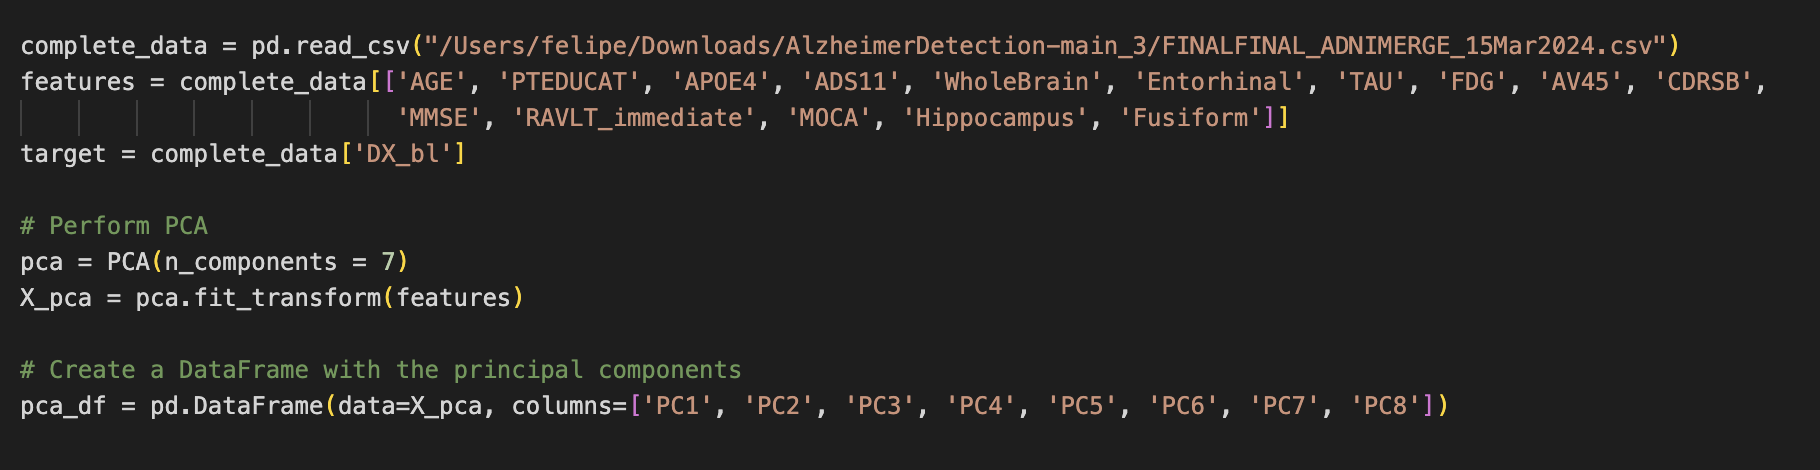 complete_data = pd.read_csv("/Users/felipe/Downloads/AlzheimerDetection-main_3/FINALFINAL_ADNIMERGE_15Mar2024.csv")
features = complete_data[['AGE', 'PTEDUCAT', 'APOE4', 'ADS11', 'WholeBrain', 'Entorhinal', 'TAU', 'FDG', 'AV45', 'CDRSB',
'MMSE', 'RAVLT_immediate', 'MOCA', 'Hippocampus', 'Fusiform']]
target = complete_data['DX_bl']
# Perform PCA
pca = PCA(n_components = 7)
X_pca = pca.fit_transform(features)
# Create a DataFrame with the principal components
pca_df = pd.DataFrame(data=X_pca, columns=['PC1', 'PC2', 'PC3', 'PC4', 'PC5', 'PC6', 'PC7', 'PC8'])